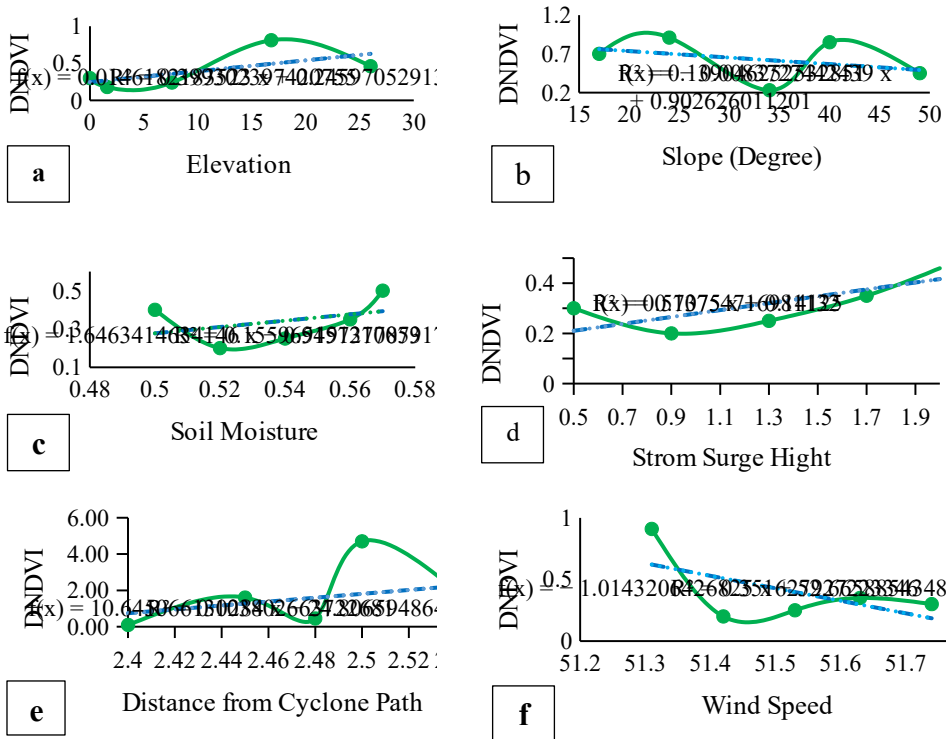 1
0.5
0
DNDVI
0 5 10 15 20 25 30
Elevation
a
1.2
0.7
0.2
DNDVI
+ 0.902626011201
15 20 25 30 35 40 45 50
Slope (Degree)
b
0.5
0.3
0.1
DNDVI
0.48 0.5 0.52 0.54 0.56 0.58
Soil Moisture
c
0.4
0.2
0
DNDVI
0.5 0.7 0.9 1.1 1.3 1.5 1.7 1.9
Strom Surge Hight
d
6.00
4.00
2.00
0.00
DNDVI
2.4 2.42 2.44 2.46 2.48 2.5 2.52
Distance from Cyclone Path
e
1
0.5
0
DNDVI
51.2 51.3 51.4 51.5 51.6 51.7
Wind Speed
f